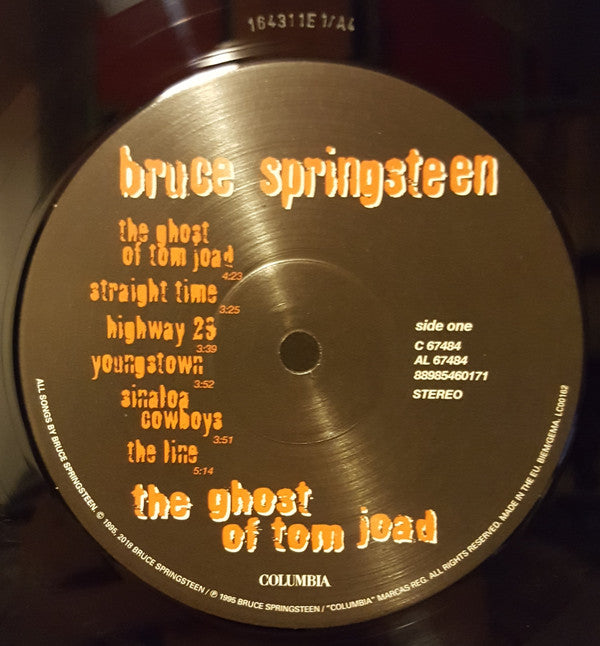 164311E 1/A4
bruce springsteen
the ghost
of tom joad
4:23
straight time
3:25
highway 29
3:39
youngstown
3:52
sinaloa
cowboys
3:51
the line
5:14
side one
C 67484
AL 67484
88985460171
STEREO
the ghost
of tom joad
COLUMBIA
ALL SONGS BY BRUCE SPRINGSTEEN. © 1995, 2018 BRUCE SPRINGSTEEN / ℗ 1995 BRUCE SPRINGSTEEN / "COLUMBIA" MARCAS REG. ALL RIGHTS RESERVED. MADE IN THE EU. BIEM/GEMA. LC00162